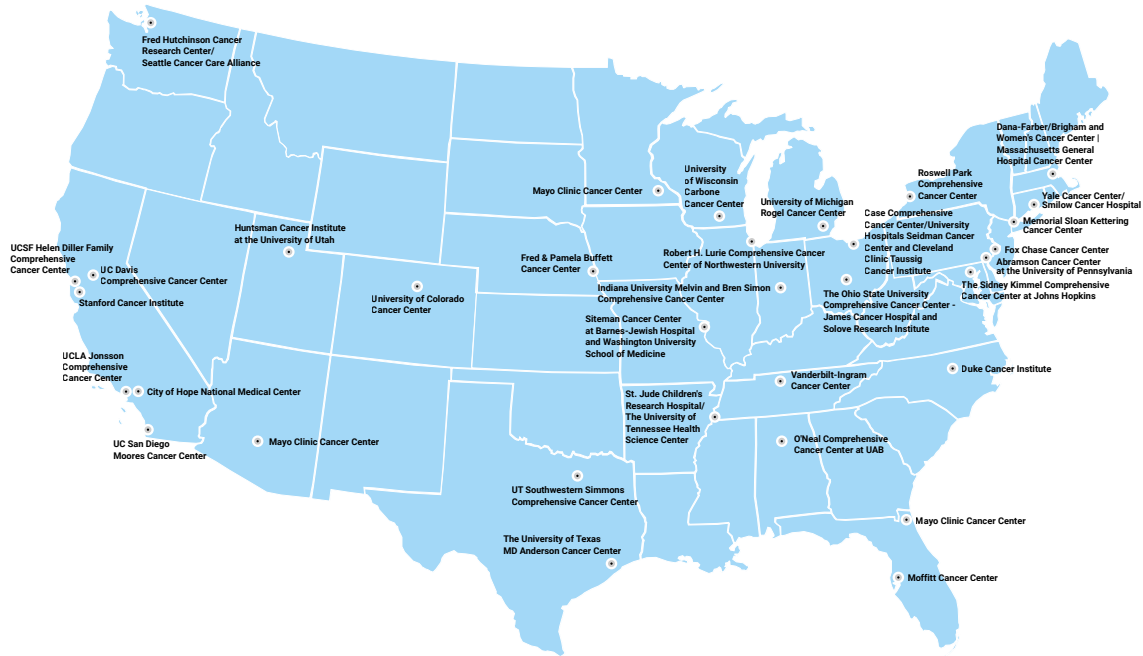 Fred Hutchinson Cancer
Research Center/
Seattle Cancer Care Alliance
Dana-Farber/Brigham and
Women's Cancer Center |
Massachusetts General
Hospital Cancer Center
University
of Wisconsin
Carbone
Cancer Center
Roswell Park
Comprehensive
Cancer Center
Mayo Clinic Cancer Center
Yale Cancer Center/
Smilow Cancer Hospital
University of Michigan
Rogel Cancer Center
Case Comprehensive
Cancer Center/University
Hospitals Seidman Cancer
Center and Cleveland
Clinic Taussig
Cancer Institute
Memorial Sloan Kettering
Cancer Center
Huntsman Cancer Institute
at the University of Utah
UCSF Helen Diller Family
Comprehensive
Cancer Center
Fox Chase Cancer Center
Abramson Cancer Center
at the University of Pennsylvania
Robert H. Lurie Comprehensive Cancer
Center of Northwestern University
Fred & Pamela Buffett
Cancer Center
UC Davis
Comprehensive Cancer Center
Stanford Cancer Institute
The Sidney Kimmel Comprehensive
Cancer Center at Johns Hopkins
Indiana University Melvin and Bren Simon
Comprehensive Cancer Center
University of Colorado
Cancer Center
The Ohio State University
Comprehensive Cancer Center -
James Cancer Hospital and
Solove Research Institute
Siteman Cancer Center
at Barnes-Jewish Hospital
and Washington University
School of Medicine
UCLA Jonsson
Comprehensive
Cancer Center
City of Hope National Medical Center
Vanderbilt-Ingram
Cancer Center
Duke Cancer Institute
St. Jude Children's
Research Hospital/
The University of
Tennessee Health
Science Center
UC San Diego
Moores Cancer Center
Mayo Clinic Cancer Center
O'Neal Comprehensive
Cancer Center at UAB
UT Southwestern Simmons
Comprehensive Cancer Center
Mayo Clinic Cancer Center
The University of Texas
MD Anderson Cancer Center
Moffitt Cancer Center